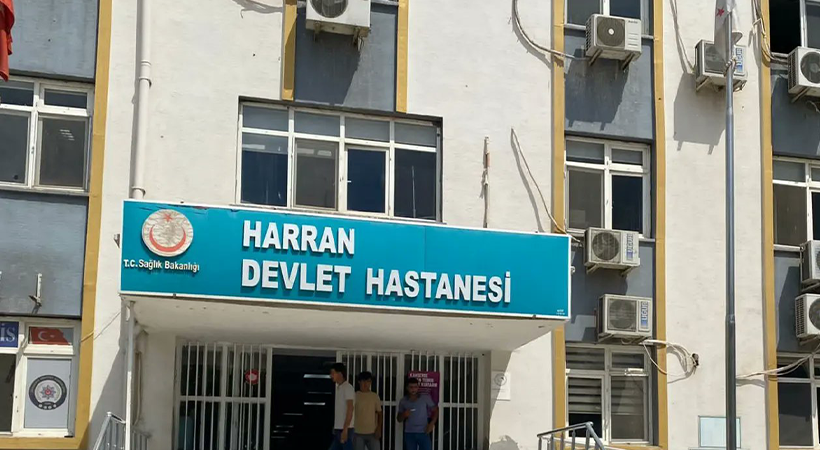 HARRAN
DEVLET HASTANESİ
T.C. Sağlık Bakanlığı